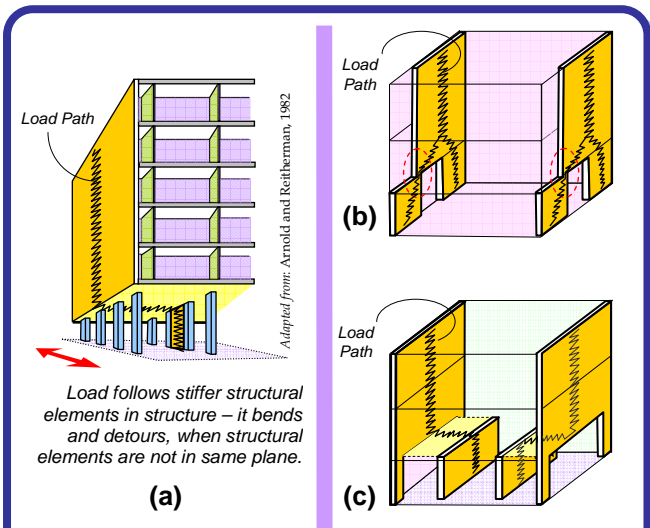 Load Path
Adapted from: Arnold and Reitherman, 1982
Load follows stiffer structural
elements in structure – it bends
and detours, when structural
elements are not in same plane.
(a)
Load
Path
(b)
Load
Path
(c)